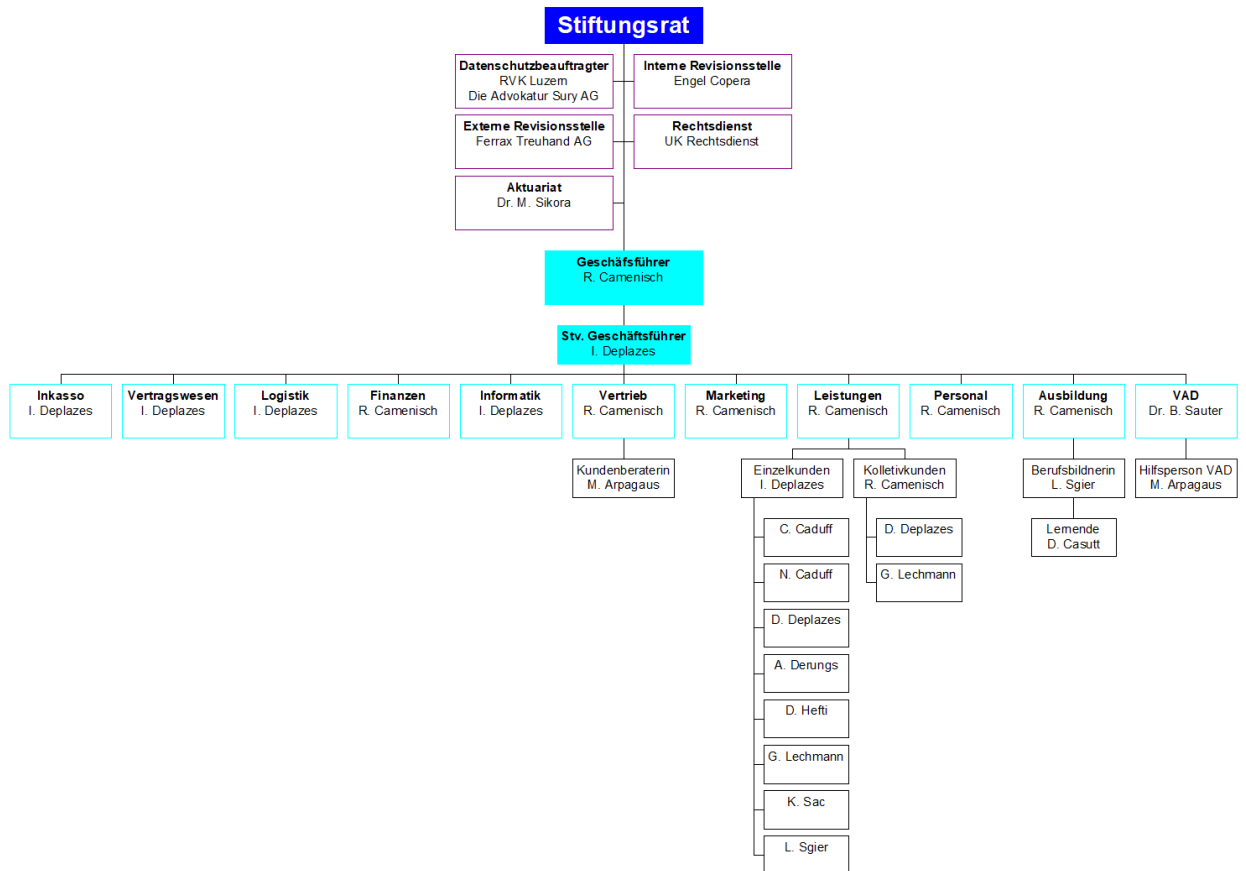 Stiftungsrat
Datenschutzbeauftragter
RVK Luzern
Die Advokatur Sury AG
Interne Revisionsstelle
Engel Copera
Externe Revisionsstelle
Ferrax Treuhand AG
Rechtsdienst
UK Rechtsdienst
Aktuariat
Dr. M. Sikora
Geschäfsführer
R. Camenisch
Stv. Geschäftsführer
I. Deplazes
Inkasso
I. Deplazes
Vertragswesen
I. Deplazes
Logistik
I. Deplazes
Finanzen
R. Camenisch
Informatik
I. Deplazes
Vertrieb
R. Camenisch
Marketing
R. Camenisch
Leistungen
R. Camenisch
Personal
R. Camenisch
Ausbildung
R. Camenisch
VAD
Dr. B. Sauter
Kundenberaterin
M. Arpagaus
Einzelkunden
I. Deplazes
Kolletivkunden
R. Camenisch
Berufsbildnerin
L. Sgier
Hilfsperson VAD
M. Arpagaus
C. Caduff
N. Caduff
D. Deplazes
A. Derungs
D. Hefti
G. Lechmann
K. Sac
L. Sgier
D. Deplazes
G. Lechmann
Lernende
D. Casutt